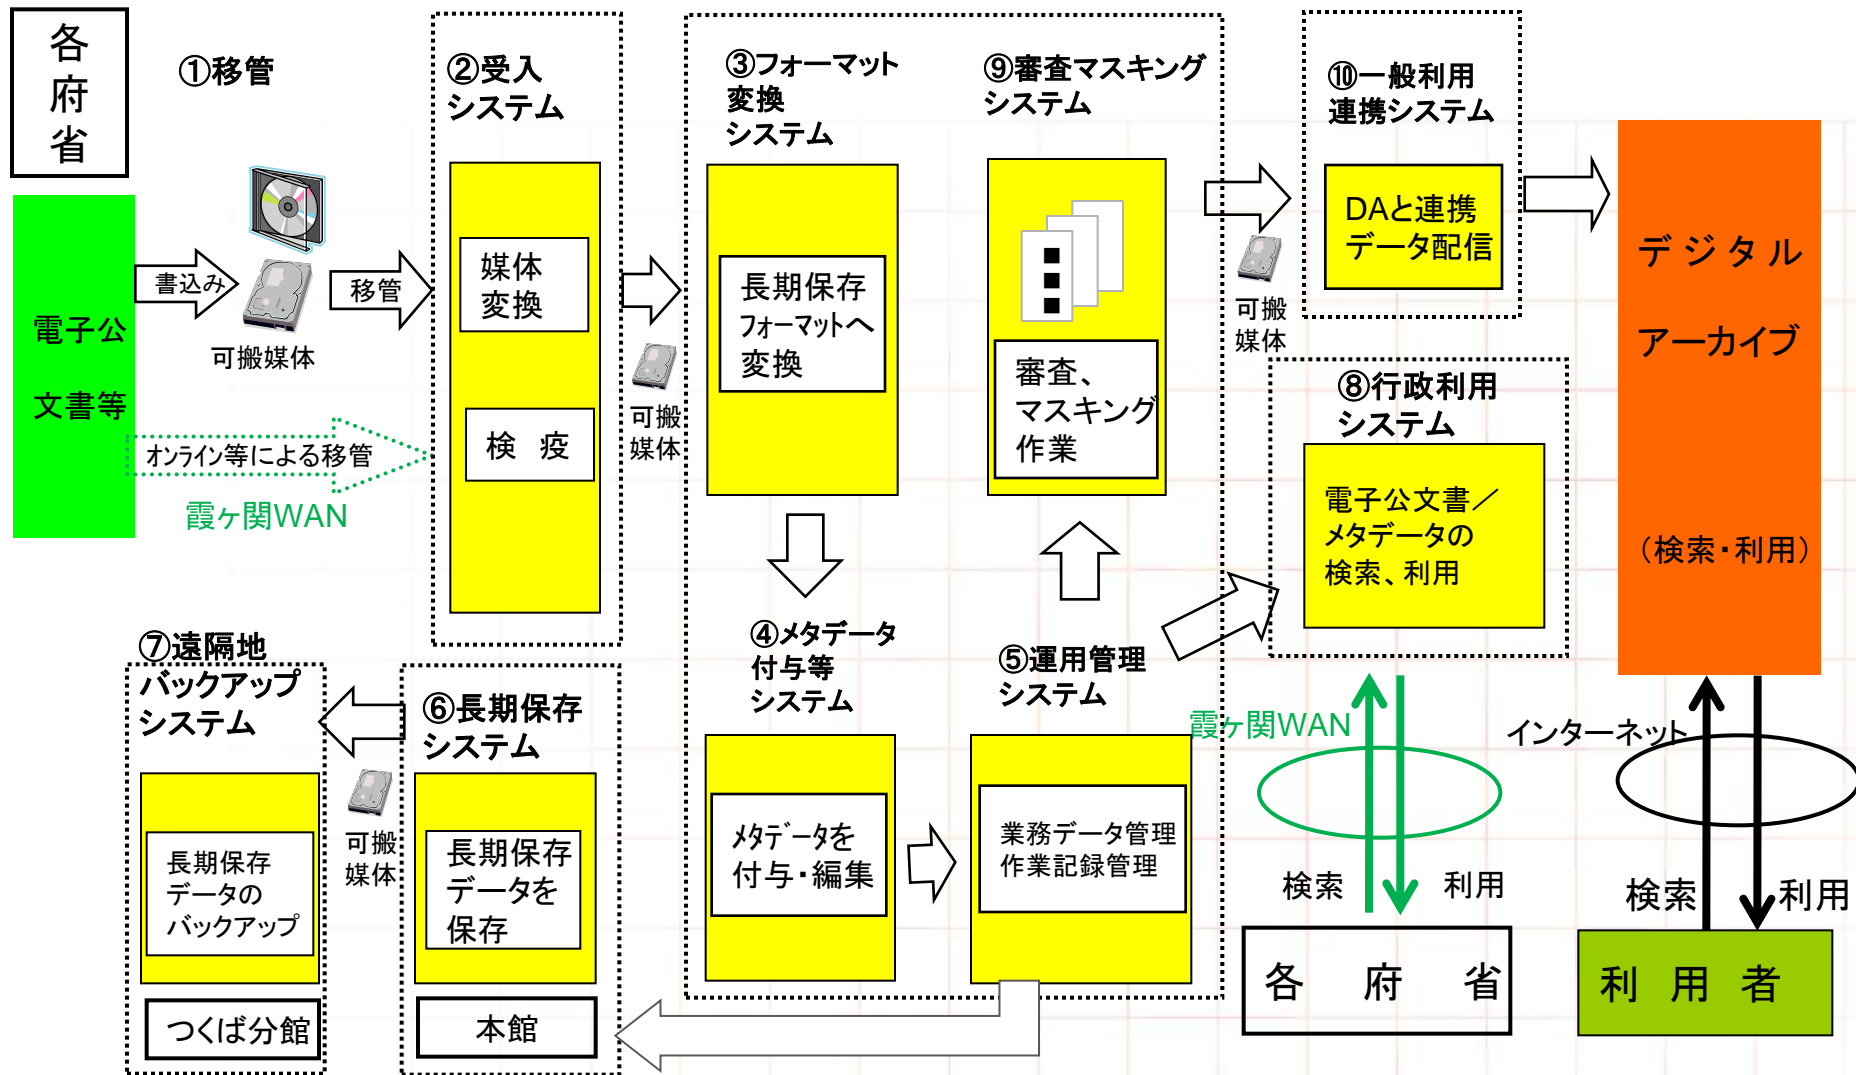 各
府
省
電子公
文書等
①移管
書込み
可搬媒体
移管
オンライン等による移管
霞ヶ関WAN
②受入
システム
媒体
変換
検　疫
可搬
媒体
③フォーマット
変換
システム
長期保存
フォーマットへ
変換
④メタデータ
付与等
システム
メタデータを
付与・編集
⑤運用管理
システム
業務データ管理
作業記録管理
⑥長期保存
システム
長期保存
データを
保存
本館
可搬
媒体
⑦遠隔地
バックアップ
システム
長期保存
データの
バックアップ
つくば分館
⑧行政利用
システム
電子公文書／
メタデータの
検索、利用
霞ヶ関WAN
検索
利用
各　府　省
⑨審査マスキング
システム
審査、
マスキング
作業
可搬
媒体
⑩一般利用
連携システム
DAと連携
データ配信
デジタル
アーカイブ
（検索・利用）
インターネット
検索
利用
利　用　者